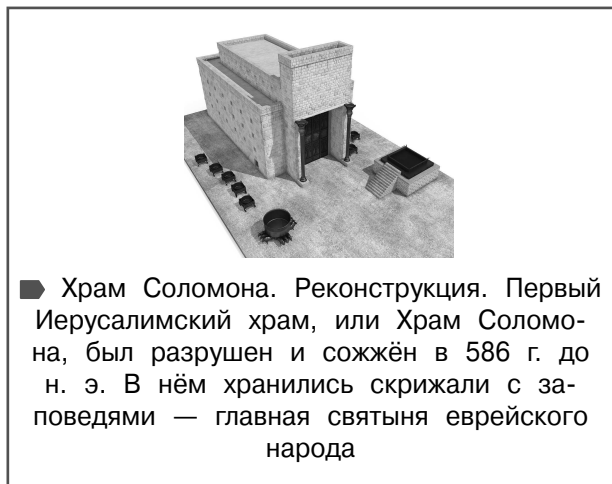 Храм Соломона. Реконструкция. Первый
Иерусалимский храм, или Храм Соломо-
на, был разрушен и сожжён в 586 г. до
н. э. В нём хранились скрижали с за-
поведями — главная святыня еврейского
народа